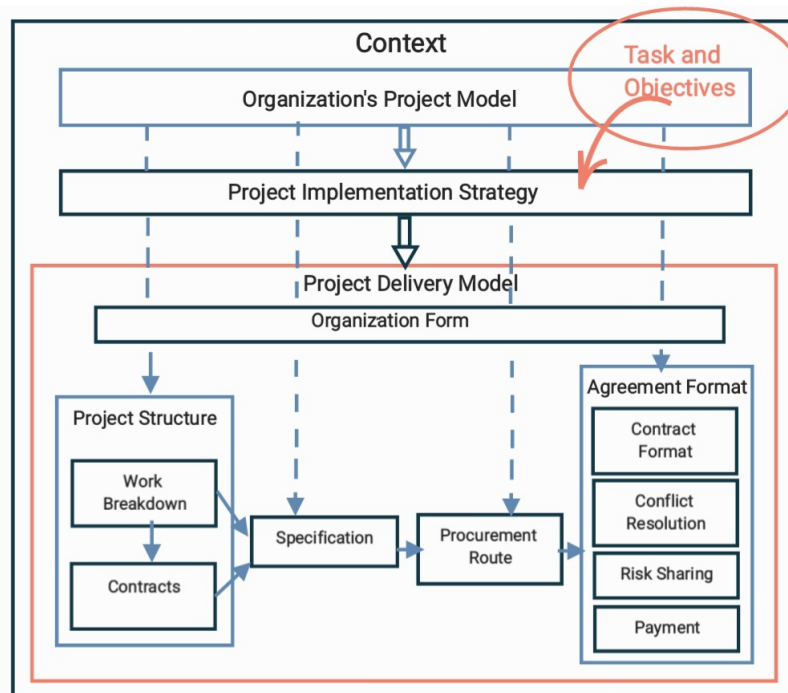 Context
Task and
Objectives
Organization's Project Model
Project Implementation Strategy
Project Delivery Model
Organization Form
Project Structure
Work
Breakdown
Contracts
Specification
Procurement
Route
Agreement Format
Contract
Format
Conflict
Resolution
Risk Sharing
Payment